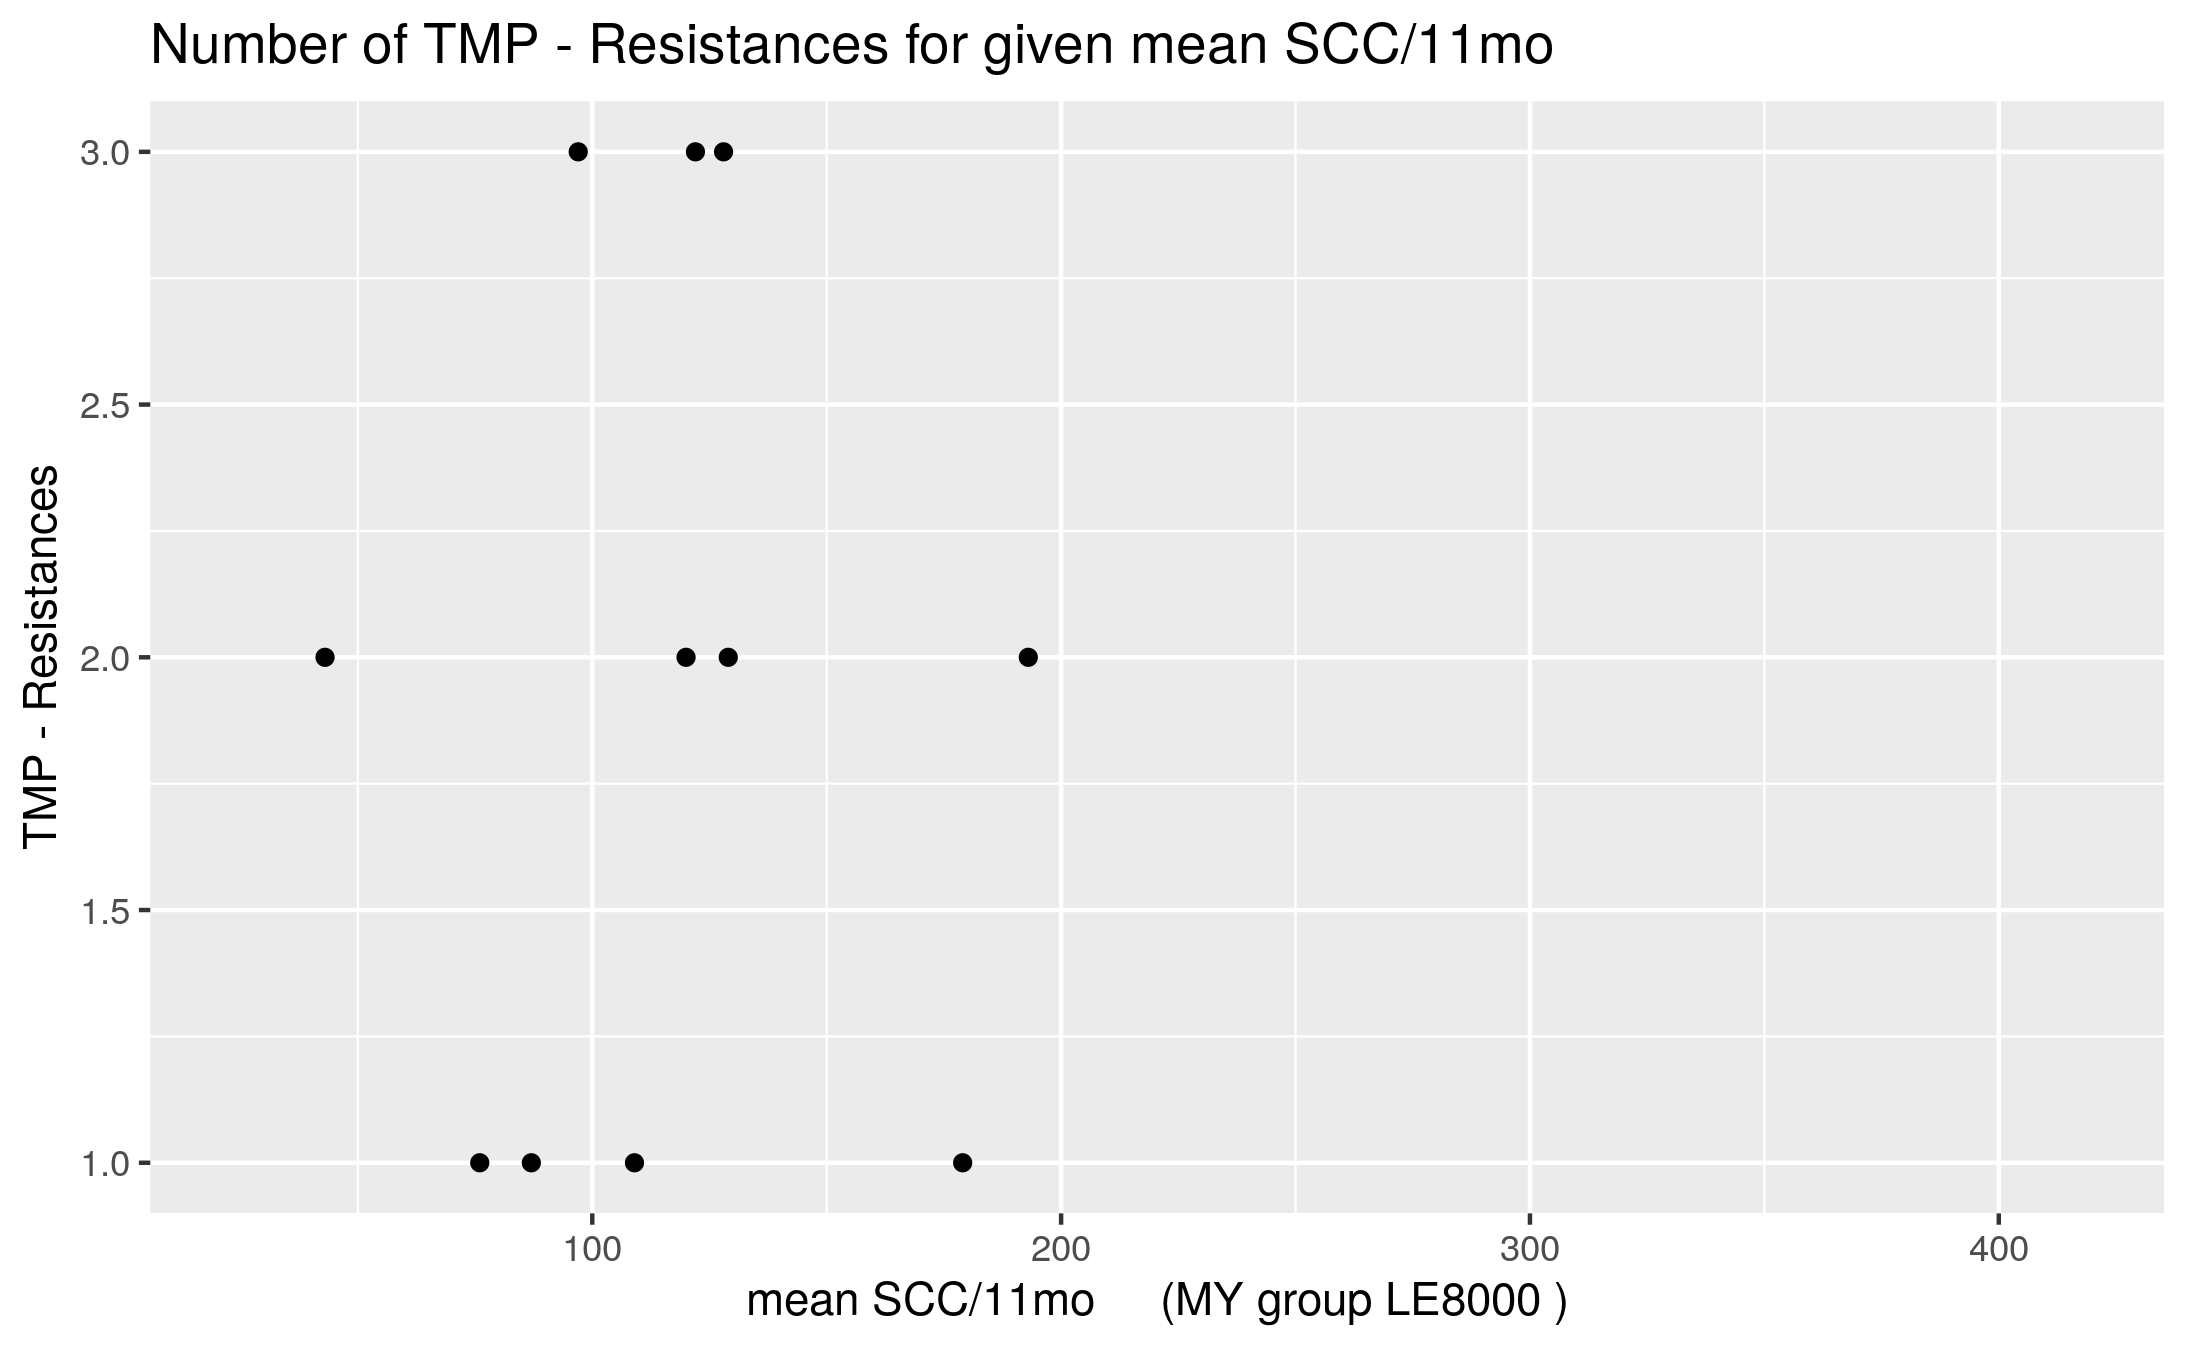 Number of TMP - Resistances for given mean SCC/11mo
TMP - Resistances
3.0
2.5
2.0
1.5
1.0
100 200 300 400
mean SCC/11mo (MY group LE8000 )